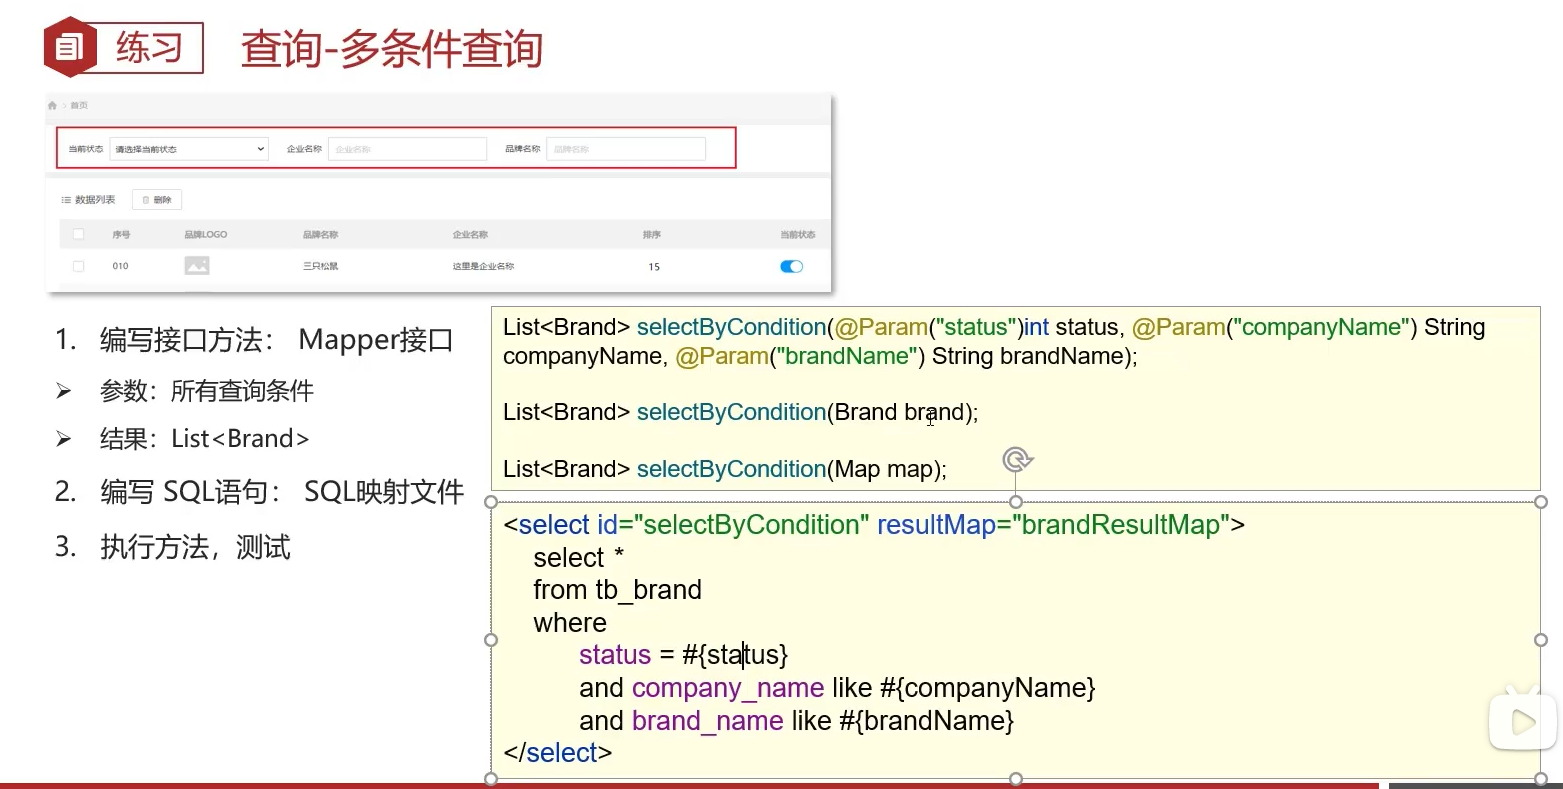 练习
查询-多条件查询
首页
当前状态 请选择当前状态 企业名称 企业名称 品牌名称 品牌名称
数据列表 删除
序号 品牌LOGO 品牌名称 企业名称 排序 当前状态
010 三只松鼠 这里是企业名称 15
1. 编写接口方法： Mapper接口
➢ 参数：所有查询条件
➢ 结果：List<Brand>
2. 编写 SQL语句： SQL映射文件
3. 执行方法，测试
List<Brand> selectByCondition(@Param("status")int status, @Param("companyName") String
companyName, @Param("brandName") String brandName);
List<Brand> selectByCondition(Brand brand);
List<Brand> selectByCondition(Map map);
<select id="selectByCondition" resultMap="brandResultMap">
select *
from tb_brand
where
status = #{status}
and company_name like #{companyName}
and brand_name like #{brandName}
</select>